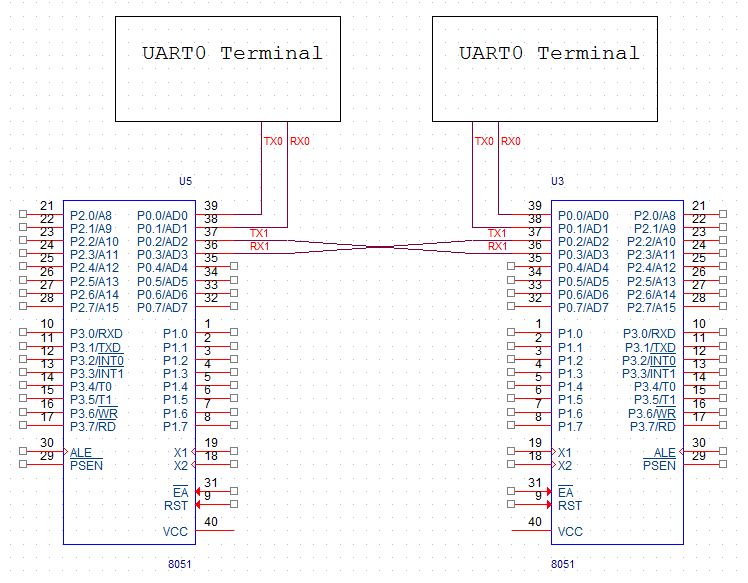 UART0 Terminal
UART0 Terminal
TX0 RX0
TX0 RX0
U5
U3
21 P2.0/A8 P0.0/AD0 39
22 P2.1/A9 P0.1/AD1 38
23 P2.2/A10 P0.2/AD2 37 TX1
24 P2.3/A11 P0.3/AD3 36 RX1
25 P2.4/A12 P0.4/AD4 35
26 P2.5/A13 P0.5/AD5 34
27 P2.6/A14 P0.6/AD6 33
28 P2.7/A15 P0.7/AD7 32
10 P3.0/RXD P1.0 1
11 P3.1/TXD P1.1 2
12 P3.2/INT0 P1.2 3
13 P3.3/INT1 P1.3 4
14 P3.4/T0 P1.4 5
15 P3.5/T1 P1.5 6
16 P3.6/WR P1.6 7
17 P3.7/RD P1.7 8
30 ALE X1 19
29 PSEN X2 18
EA 31
RST 9
VCC 40
8051
39 P0.0/AD0 P2.0/A8 21
38 P0.1/AD1 P2.1/A9 22
TX1 37 P0.2/AD2 P2.2/A10 23
RX1 36 P0.3/AD3 P2.3/A11 24
35 P0.4/AD4 P2.4/A12 25
34 P0.5/AD5 P2.5/A13 26
33 P0.6/AD6 P2.6/A14 27
32 P0.7/AD7 P2.7/A15 28
1 P1.0 P3.0/RXD 10
2 P1.1 P3.1/TXD 11
3 P1.2 P3.2/INT0 12
4 P1.3 P3.3/INT1 13
5 P1.4 P3.4/T0 14
6 P1.5 P3.5/T1 15
7 P1.6 P3.6/WR 16
8 P1.7 P3.7/RD 17
19 X1 ALE 30
18 X2 PSEN 29
31 EA
9 RST
40 VCC
8051